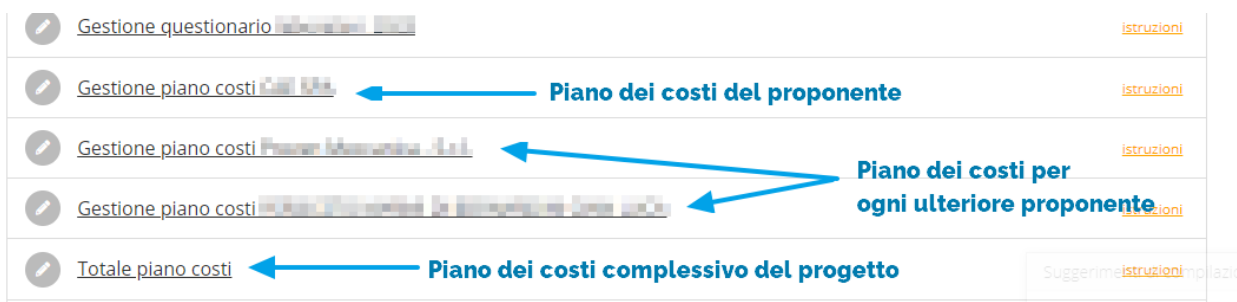 Gestione questionario
istruzioni
Gestione piano costi
Piano dei costi del proponente
istruzioni
Gestione piano costi
istruzioni
Piano dei costi per
ogni ulteriore proponente
Gestione piano costi
istruzioni
Totale piano costi
Piano dei costi complessivo del progetto
istruzioni